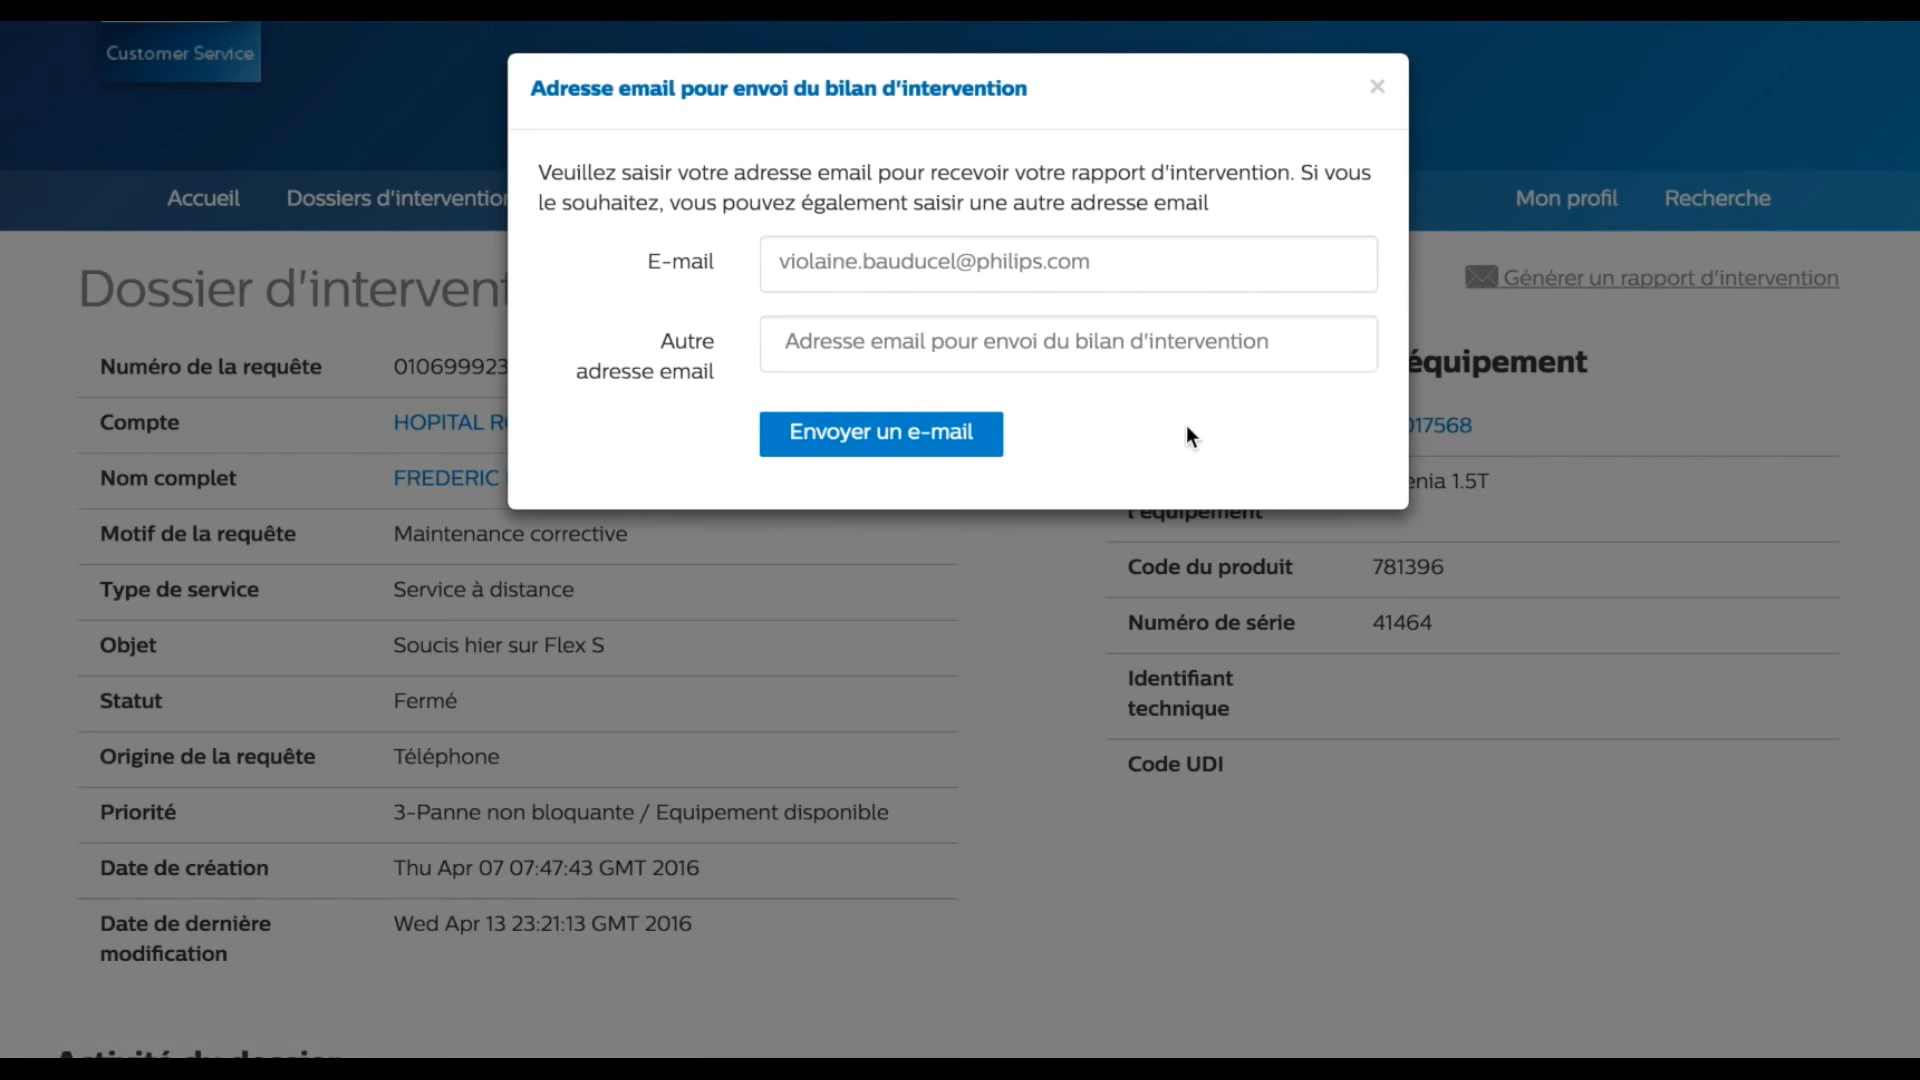 Customer Service
Adresse email pour envoi du bilan d'intervention
×
Veuillez saisir votre adresse email pour recevoir votre rapport d'intervention. Si vous
le souhaitez, vous pouvez également saisir une autre adresse email
Accueil
Dossiers d'intervention
Mon profil
Recherche
E-mail
violaine.bauducel@philips.com
Autre
adresse email
Adresse email pour envoi du bilan d'intervention
Envoyer un e-mail
Dossier d'interven
Générer un rapport d'intervention
Numéro de la requête
010699923
Compte
HOPITAL
Nom complet
FREDERIC
Motif de la requête
Maintenance corrective
Type de service
Service à distance
Objet
Soucis hier sur Flex S
Statut
Fermé
Origine de la requête
Téléphone
Priorité
3-Panne non bloquante / Equipement disponible
Date de création
Thu Apr 07 07:47:43 GMT 2016
Date de dernière
modification
Wed Apr 13 23:21:13 GMT 2016
équipement
017568
enia 1.5T
l'équipement
Code du produit
781396
Numéro de série
41464
Identifiant
technique
Code UDI
Activité du dossier